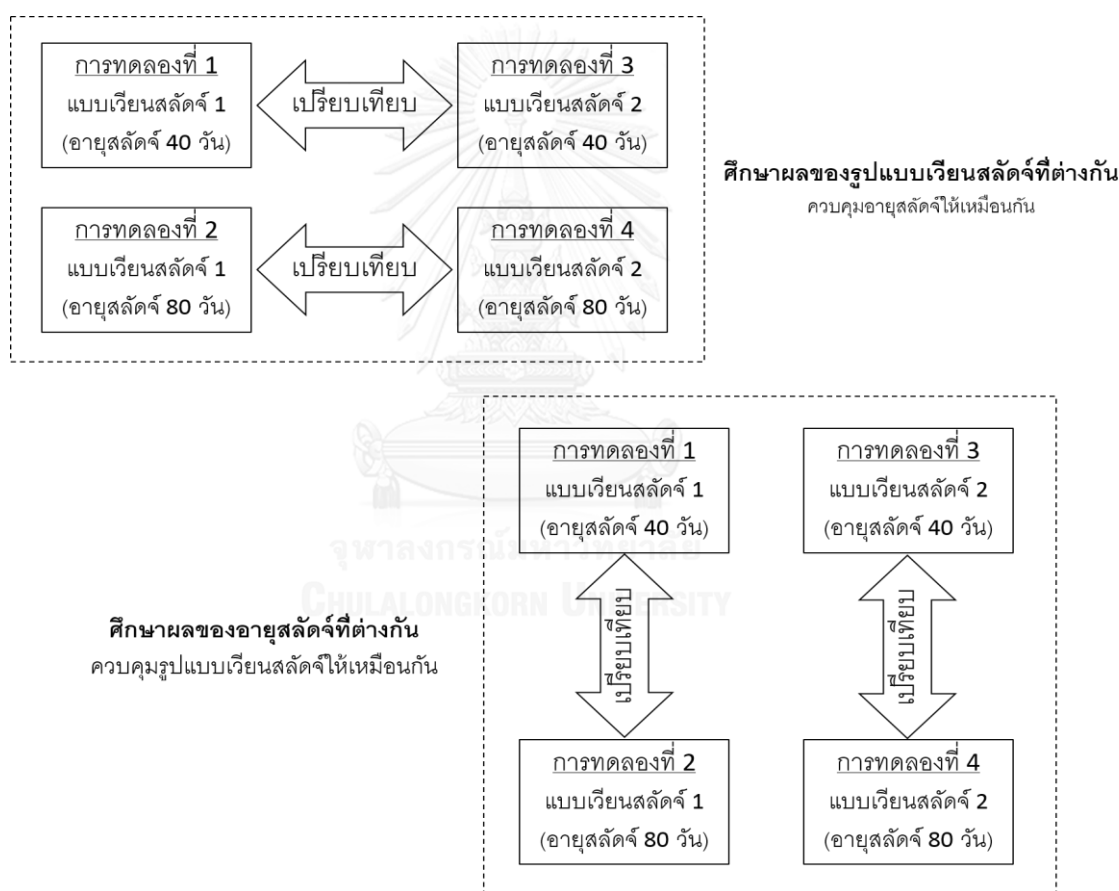 การทดลองที่ 1
แบบเวียนสลัดจ์ 1
(อายุสลัดจ์ 40 วัน)
เปรียบเทียบ
การทดลองที่ 3
แบบเวียนสลัดจ์ 2
(อายุสลัดจ์ 40 วัน)
การทดลองที่ 2
แบบเวียนสลัดจ์ 1
(อายุสลัดจ์ 80 วัน)
เปรียบเทียบ
การทดลองที่ 4
แบบเวียนสลัดจ์ 2
(อายุสลัดจ์ 80 วัน)
ศึกษาผลของรูปแบบเวียนสลัดจ์ที่ต่างกัน
ควบคุมอายุสลัดจ์ให้เหมือนกัน
การทดลองที่ 1
แบบเวียนสลัดจ์ 1
(อายุสลัดจ์ 40 วัน)
การทดลองที่ 3
แบบเวียนสลัดจ์ 2
(อายุสลัดจ์ 40 วัน)
จุฬาลงกรณ์มหาวิทยาลัย
CHULALONGKORN UNIVERSITY
เปรียบเทียบ
เปรียบเทียบ
ศึกษาผลของอายุสลัดจ์ที่ต่างกัน
ควบคุมรูปแบบเวียนสลัดจ์ให้เหมือนกัน
การทดลองที่ 2
แบบเวียนสลัดจ์ 1
(อายุสลัดจ์ 80 วัน)
การทดลองที่ 4
แบบเวียนสลัดจ์ 2
(อายุสลัดจ์ 80 วัน)